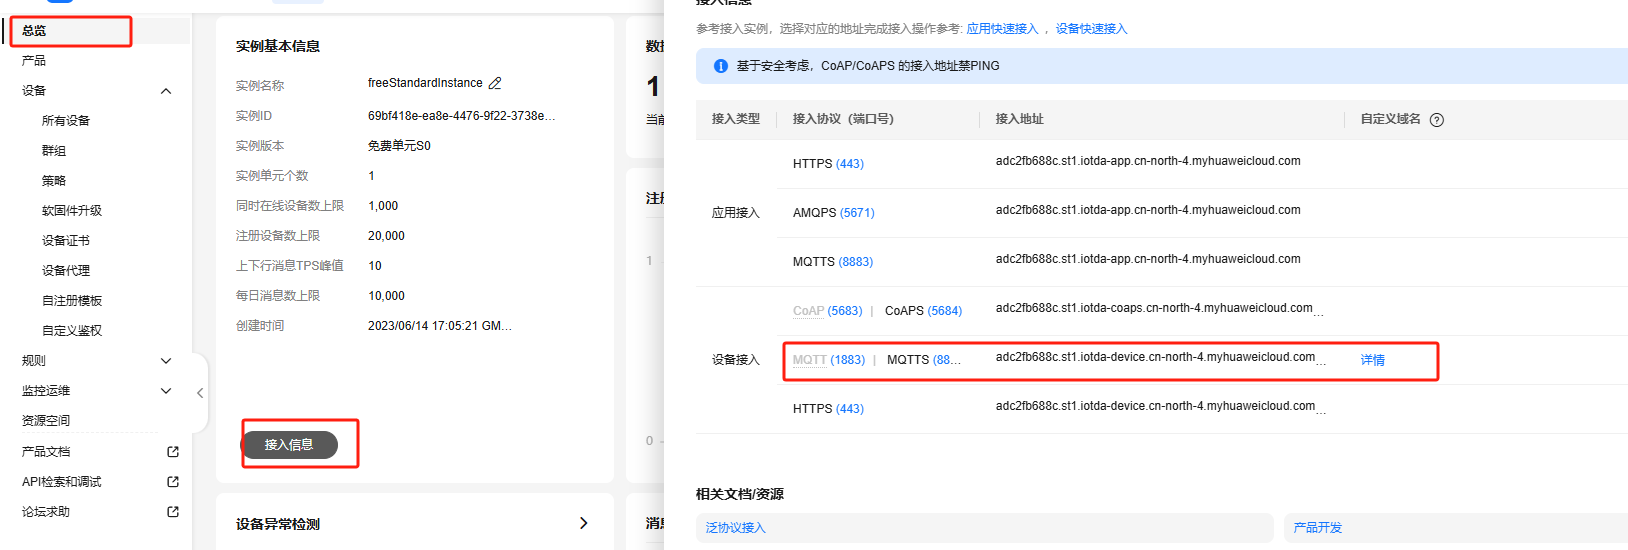 总览
产品
设备
所有设备
群组
策略
软固件升级
设备证书
设备代理
自注册模板
自定义鉴权
规则
监控运维
资源空间
产品文档
API检索和调试
论坛求助
实例基本信息
实例名称 freeStandardInstance
实例ID 69bf418e-ea8e-4476-9f22-3738e...
实例版本 免费单元S0
实例单元个数 1
同时在线设备数上限 1,000
注册设备数上限 20,000
上下行消息TPS峰值 10
每日消息数上限 10,000
创建时间 2023/06/14 17:05:21 GM...
接入信息
设备异常检测
1
当前
1
0
消息
接入信息
参考接入实例，选择对应的地址完成接入操作参考: 应用快速接入 ， 设备快速接入
基于安全考虑，CoAP/CoAPS 的接入地址禁PING
接入类型 接入协议（端口号） 接入地址 自定义域名
HTTPS (443) adc2fb688c.st1.iotda-app.cn-north-4.myhuaweicloud.com
应用接入 AMQPS (5671) adc2fb688c.st1.iotda-app.cn-north-4.myhuaweicloud.com
MQTTS (8883) adc2fb688c.st1.iotda-app.cn-north-4.myhuaweicloud.com
CoAP (5683) | CoAPS (5684) adc2fb688c.st1.iotda-coaps.cn-north-4.myhuaweicloud.com...
设备接入 MQTT (1883) | MQTTS (88... adc2fb688c.st1.iotda-device.cn-north-4.myhuaweicloud.com... 详情
HTTPS (443) adc2fb688c.st1.iotda-device.cn-north-4.myhuaweicloud.com...
相关文档/资源
泛协议接入 产品开发